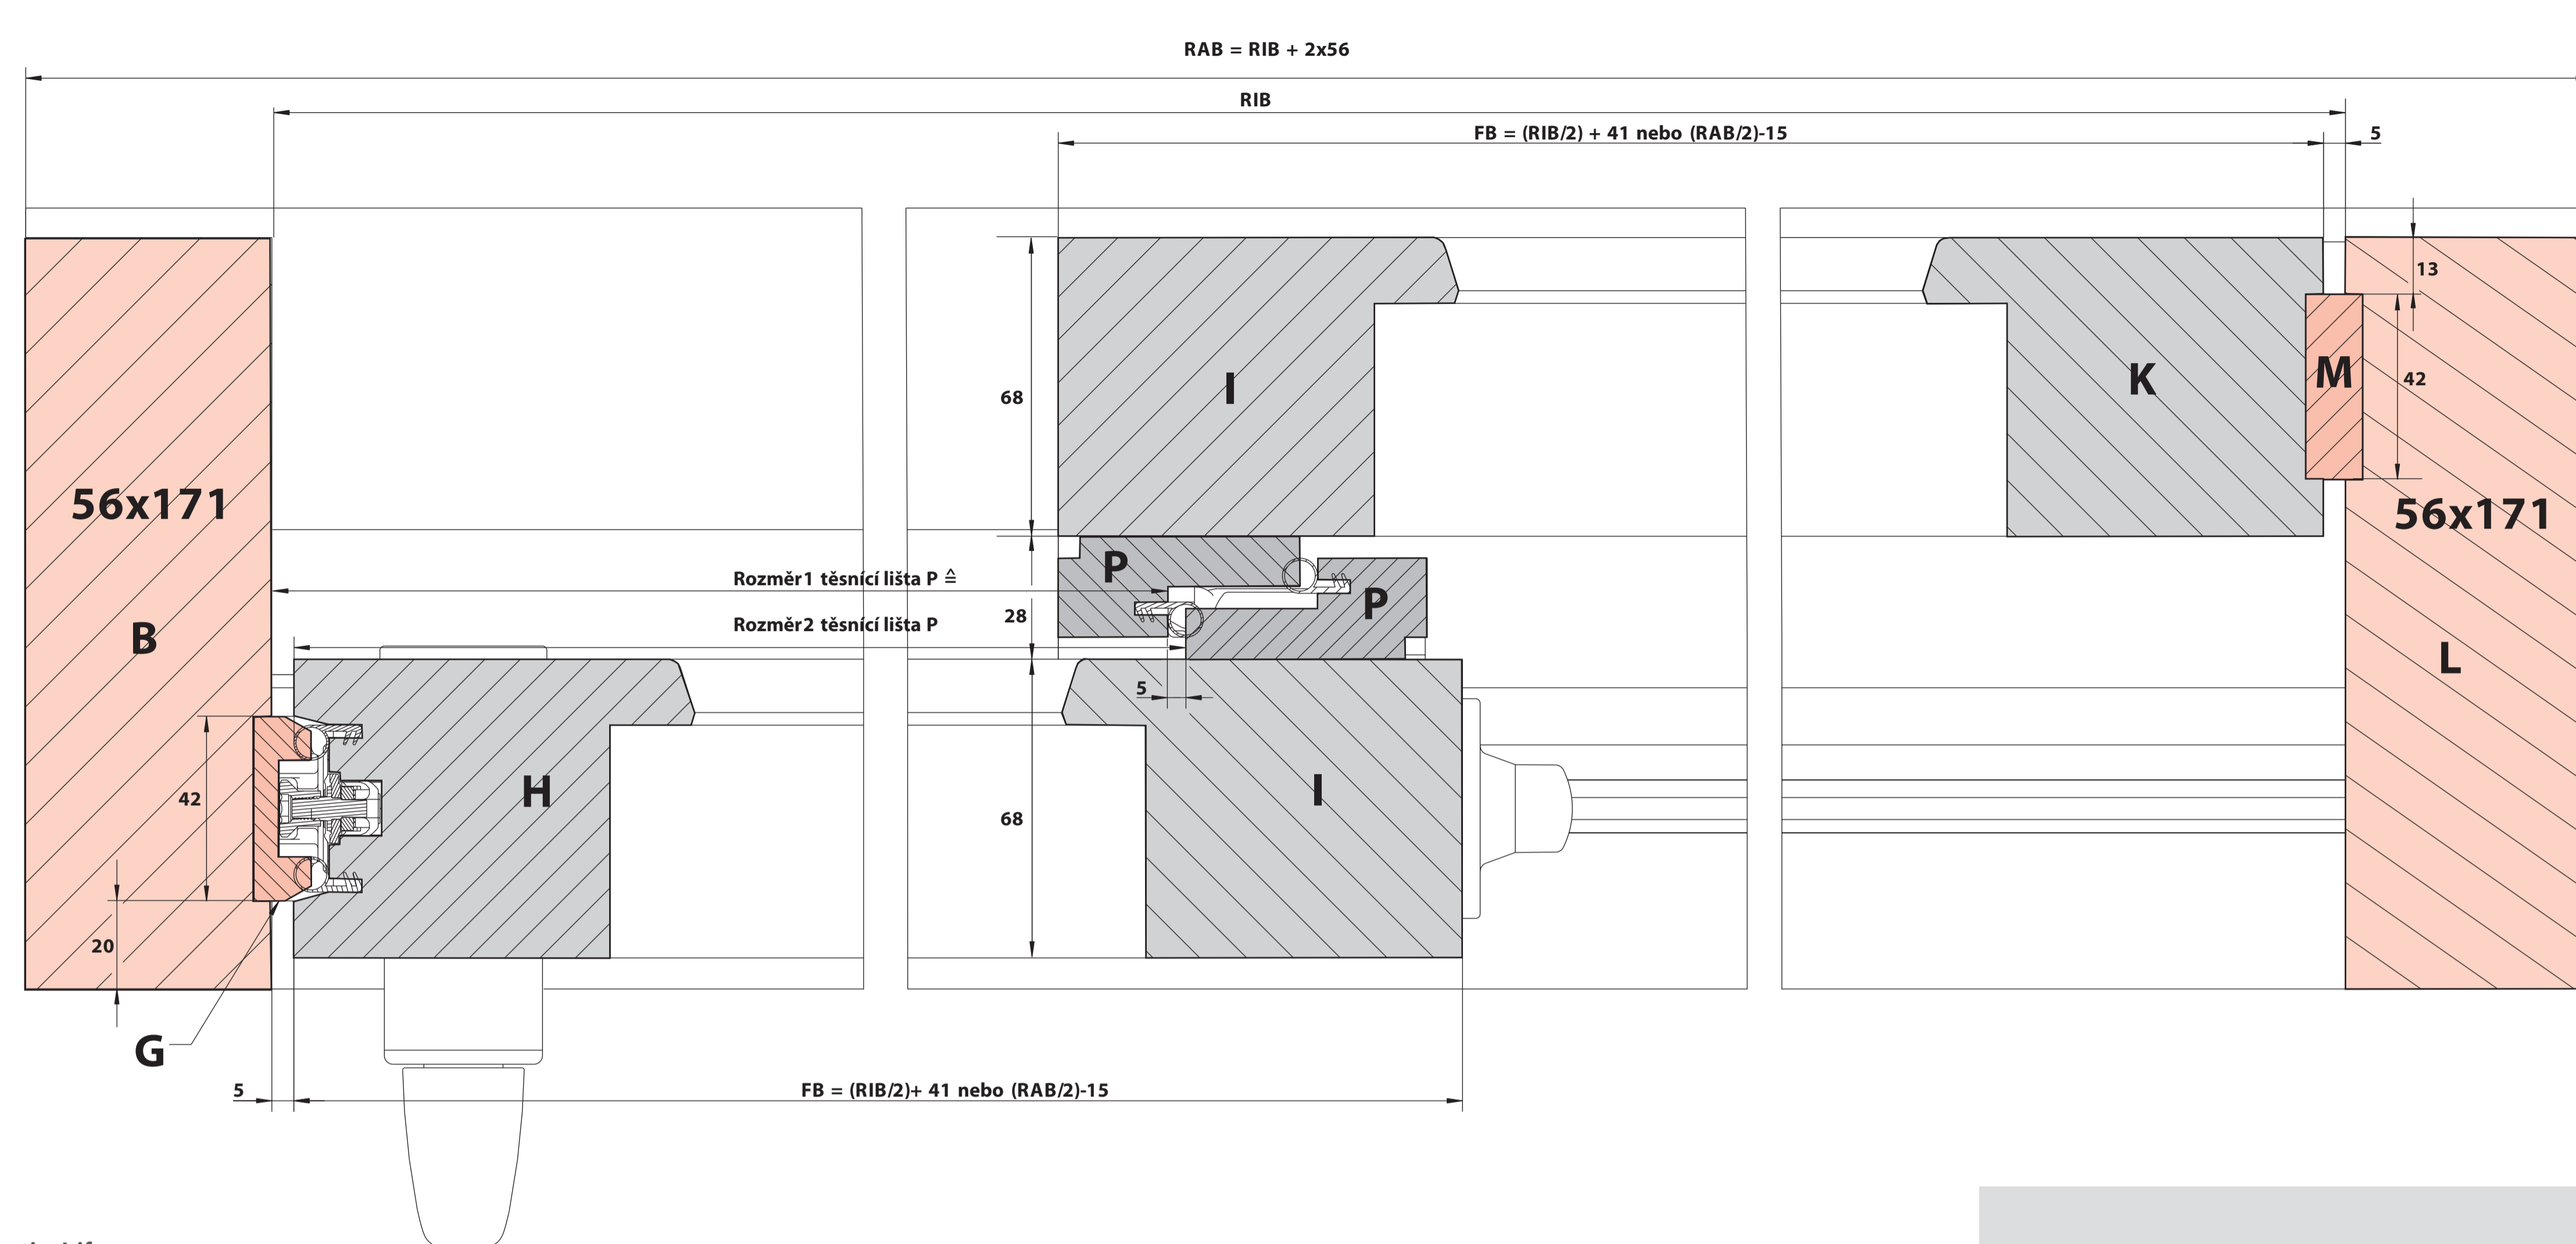 RAB = RIB + 2x56
RIB
FB = (RIB/2) + 41 nebo (RAB/2)-15
5
13
I
K
M
42
68
56x171
56x171
P
Rozměr1 těsnící lišta P ≙
P
28
Rozměr2 těsnící lišta P
B
L
5
H
I
42
68
20
G
5
FB = (RIB/2)+ 41 nebo (RAB/2)-15